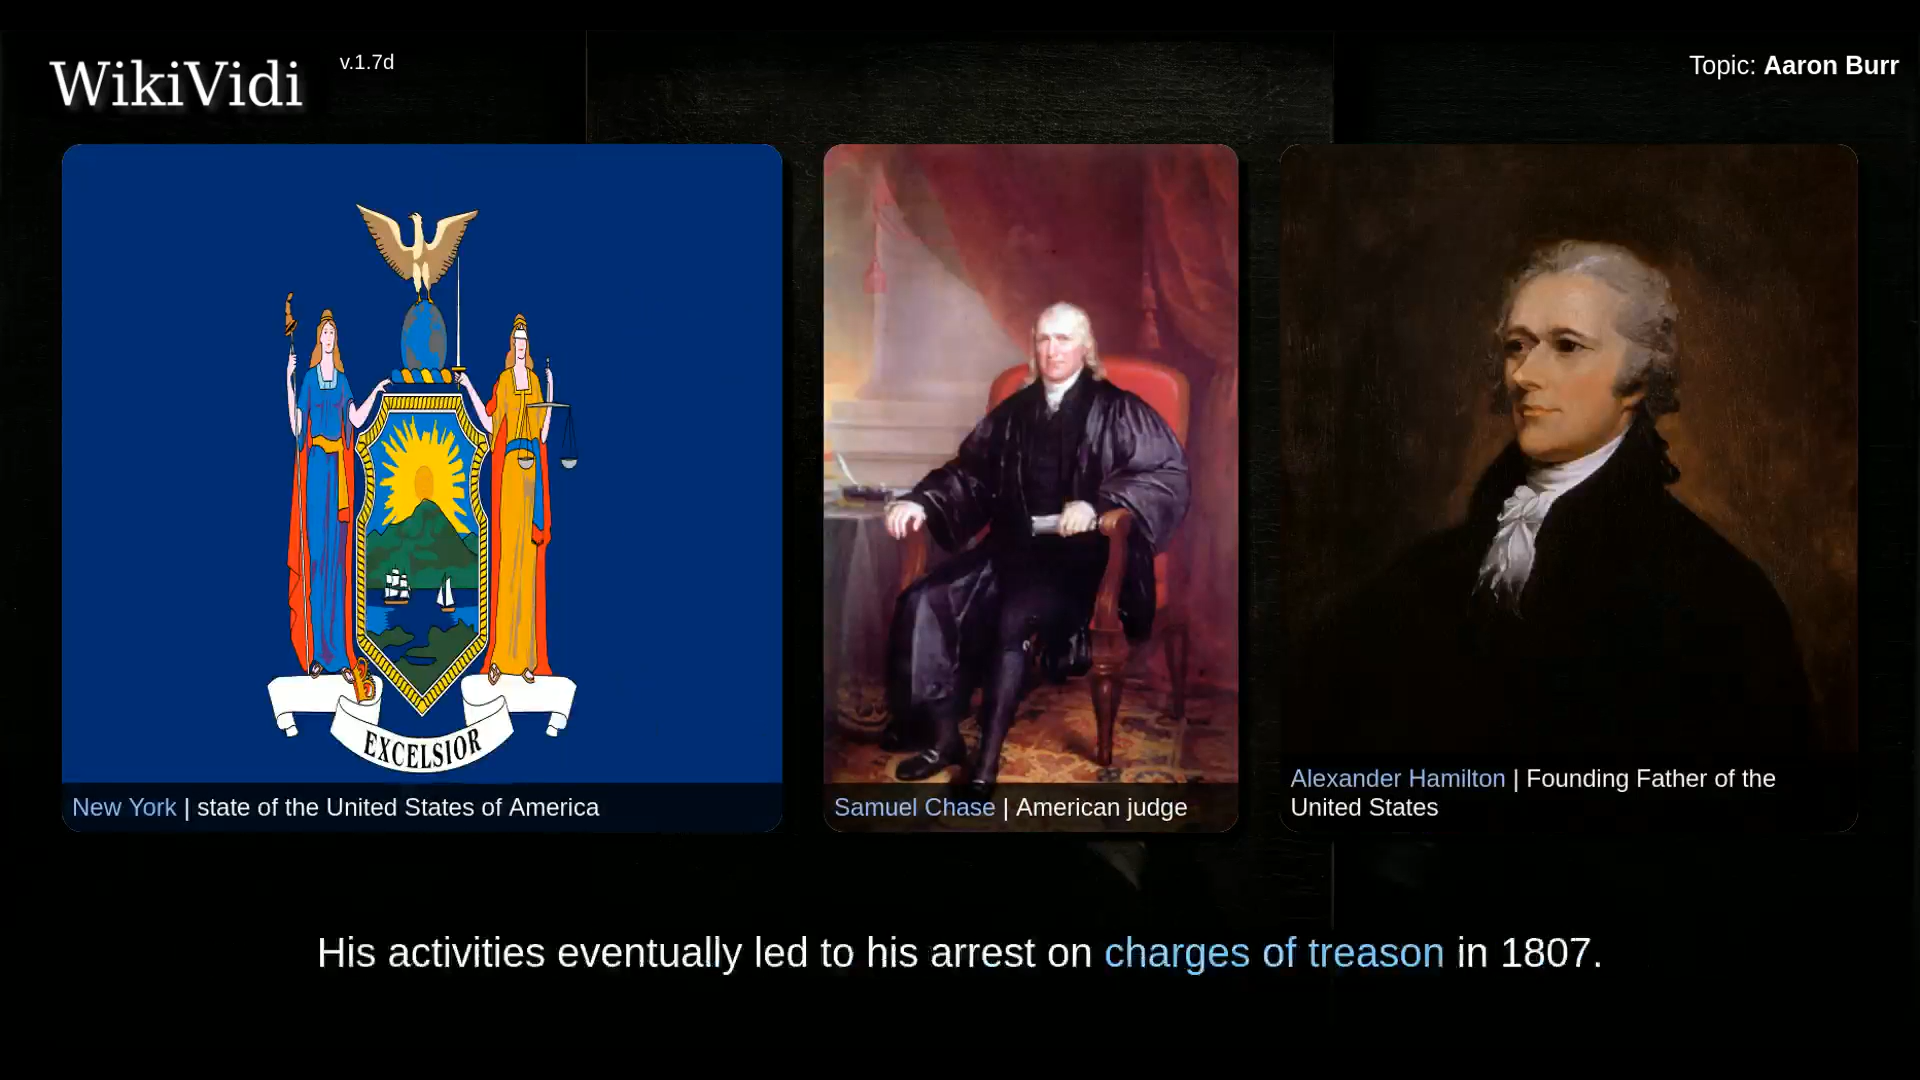 WikiVidi
v.1.7d
Topic: Aaron Burr
EXCELSIOR
New York | state of the United States of America
Samuel Chase | American judge
Alexander Hamilton | Founding Father of the
United States
His activities eventually led to his arrest on charges of treason in 1807.